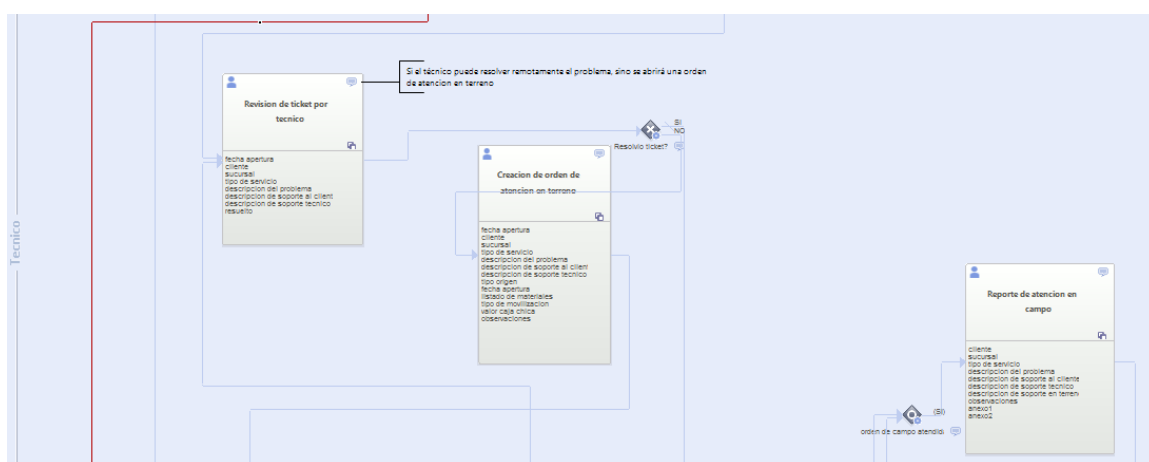 Si el técnico puede resolver remotamente el problema, sino se abrirá una orden
de atencion en terreno
Revision de ticket por
tecnico
fecha apertura
cliente
sucursal
tipo de servicio
descripcion del problema
descripcion de soporte al client
descripcion de soporte tecnico
resuelto
SI
NO
Resolvio ticket?
Creacion de orden de
atencion en terreno
fecha apertura
cliente
sucursal
tipo de servicio
descripcion del problema
descripcion de soporte al client
descripcion de soporte tecnico
tipo origen
fecha apertura
listado de materiales
tipo de movilizacion
valor caja chica
observaciones
Tecnico
Reporte de atencion en
campo
cliente
sucursal
tipo de servicio
descripcion del problema
descripcion de soporte al cliente
descripcion de soporte tecnico
descripcion de soporte en terren
observaciones
anexo1
anexo2
(SI)
orden de campo atendid